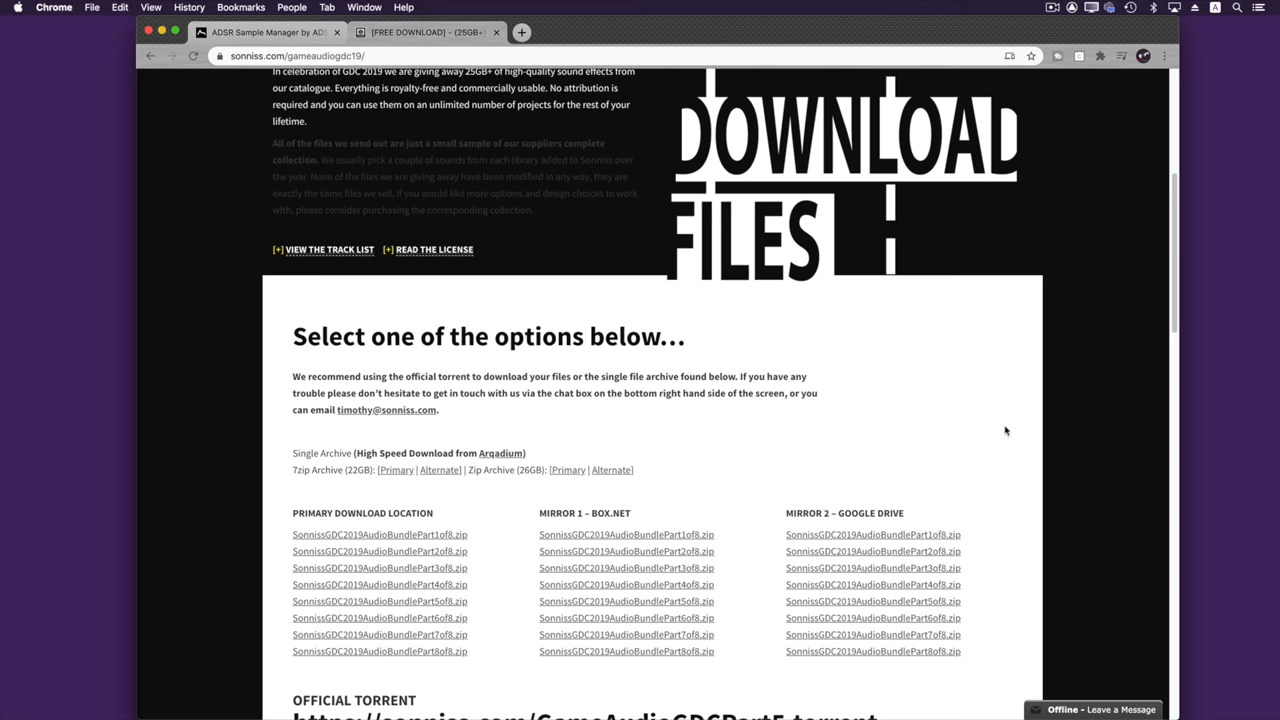 Chrome File Edit View History Bookmarks People Tab Window Help
ADSR Sample Manager by ADS
[FREE DOWNLOAD] - (25GB+)
sonniss.com/gameaudiogdc19/
In celebration of GDC 2019 we are giving away 25GB+ of high-quality sound effects from
our catalogue. Everything is royalty-free and commercially usable. No attribution is
required and you can use them on an unlimited number of projects for the rest of your
lifetime.
All of the files we send out are just a small sample of our suppliers complete
collection. We usually pick a couple of sounds from each library added to Sonniss over
the year. None of the files we are giving away have been modified in any way, they are
exactly the same files we sell. If you would like more options and design choices to work
with, please consider purchasing the corresponding collection.
[+] VIEW THE TRACK LIST [+] READ THE LICENSE
DOWNLOAD
FILES
Select one of the options below...
We recommend using the official torrent to download your files or the single file archive found below. If you have any
trouble please don't hesitate to get in touch with us via the chat box on the bottom right hand side of the screen, or you
can email timothy@sonniss.com.
Single Archive (High Speed Download from Arqadium)
7zip Archive (22GB): [Primary | Alternate] | Zip Archive (26GB): [Primary | Alternate]
PRIMARY DOWNLOAD LOCATION
SonnissGDC2019AudioBundlePart1of8.zip
SonnissGDC2019AudioBundlePart2of8.zip
SonnissGDC2019AudioBundlePart3of8.zip
SonnissGDC2019AudioBundlePart4of8.zip
SonnissGDC2019AudioBundlePart5of8.zip
SonnissGDC2019AudioBundlePart6of8.zip
SonnissGDC2019AudioBundlePart7of8.zip
SonnissGDC2019AudioBundlePart8of8.zip
MIRROR 1 – BOX.NET
SonnissGDC2019AudioBundlePart1of8.zip
SonnissGDC2019AudioBundlePart2of8.zip
SonnissGDC2019AudioBundlePart3of8.zip
SonnissGDC2019AudioBundlePart4of8.zip
SonnissGDC2019AudioBundlePart5of8.zip
SonnissGDC2019AudioBundlePart6of8.zip
SonnissGDC2019AudioBundlePart7of8.zip
SonnissGDC2019AudioBundlePart8of8.zip
MIRROR 2 – GOOGLE DRIVE
SonnissGDC2019AudioBundlePart1of8.zip
SonnissGDC2019AudioBundlePart2of8.zip
SonnissGDC2019AudioBundlePart3of8.zip
SonnissGDC2019AudioBundlePart4of8.zip
SonnissGDC2019AudioBundlePart5of8.zip
SonnissGDC2019AudioBundlePart6of8.zip
SonnissGDC2019AudioBundlePart7of8.zip
SonnissGDC2019AudioBundlePart8of8.zip
OFFICIAL TORRENT
https://sonniss.com/GameAudioGDCPart5.torrent
Offline - Leave a Message